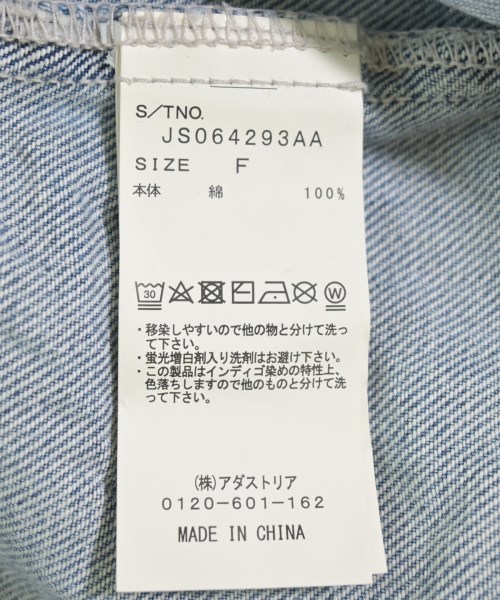 S/TNO.
JS064293AA
SIZE F
本体 綿 100%
30 W
・移染しやすいので他の物と分けて洗っ
て下さい。
・蛍光増白剤入り洗剤はお避け下さい。
・この製品はインディゴ染めの特性上、
色落ちしますので他のものと分けて洗
って下さい。
(株)アダストリア
0120-601-162
MADE IN CHINA